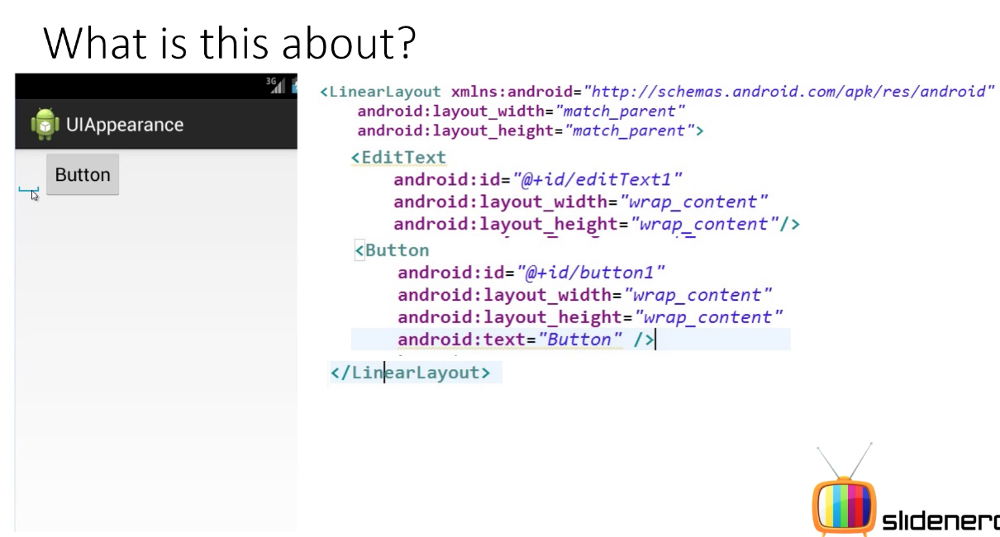 What is this about?
3G
UIAppearance
Button
<LinearLayout xmlns:android="http://schemas.android.com/apk/res/android"
android:layout_width="match_parent"
android:layout_height="match_parent">
<EditText
android:id="@+id/editText1"
android:layout_width="wrap_content"
android:layout_height="wrap_content"/>
<Button
android:id="@+id/button1"
android:layout_width="wrap_content"
android:layout_height="wrap_content"
android:text="Button" />
</LinearLayout>
slidener